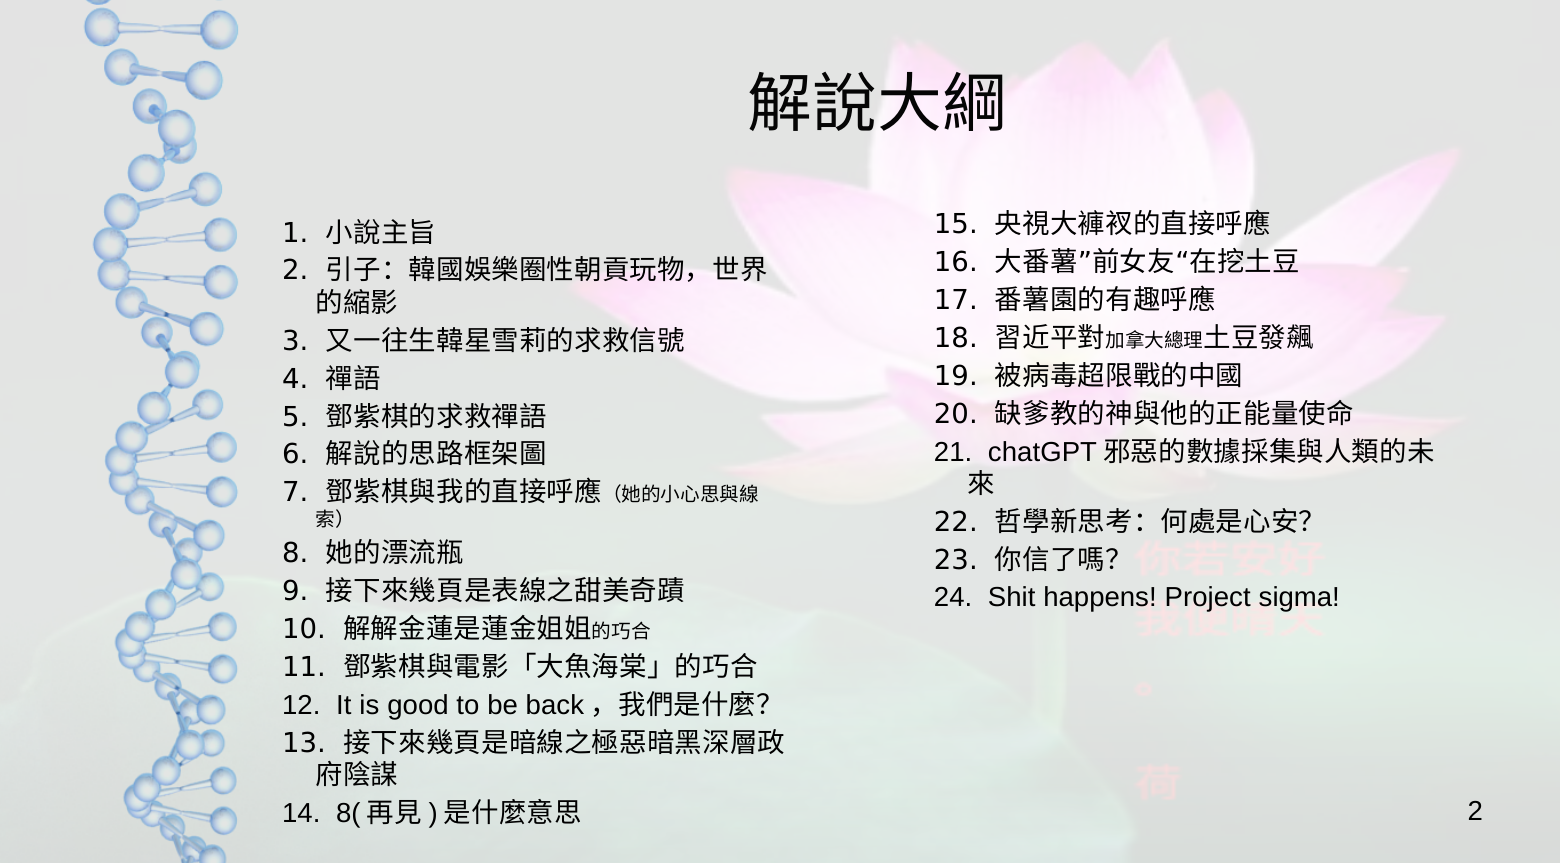 解說大綱
1. 小說主旨
2. 引子：韓國娛樂圈性朝貢玩物，世界
的縮影
3. 又一往生韓星雪莉的求救信號
4. 禪語
5. 鄧紫棋的求救禪語
6. 解說的思路框架圖
7. 鄧紫棋與我的直接呼應（她的小心思與線
索）
8. 她的漂流瓶
9. 接下來幾頁是表線之甜美奇蹟
10. 解解金蓮是蓮金姐姐的巧合
11. 鄧紫棋與電影「大魚海棠」的巧合
12. It is good to be back ，我們是什麼？
13. 接下來幾頁是暗線之極惡暗黑深層政
府陰謀
14. 8( 再見 ) 是什麼意思
15. 央視大褲衩的直接呼應
16. 大番薯”前女友“在挖土豆
17. 番薯園的有趣呼應
18. 習近平對加拿大總理土豆發飆
19. 被病毒超限戰的中國
20. 缺爹教的神與他的正能量使命
21. chatGPT 邪惡的數據採集與人類的未
來
22. 哲學新思考：何處是心安？
23. 你信了嗎？
24. Shit happens! Project sigma!
你若安好
我便晴天
。
荷
2